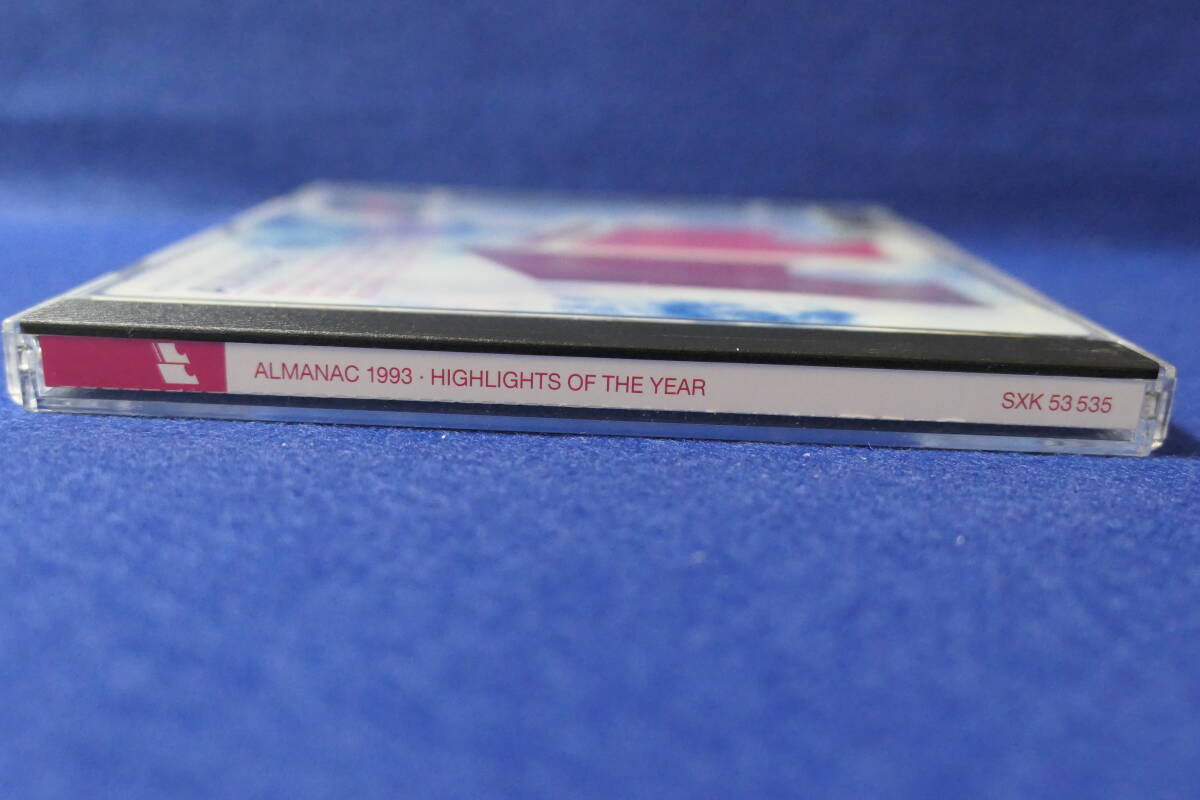 ALMANAC 1993 · HIGHLIGHTS OF THE YEAR SXK 53 535